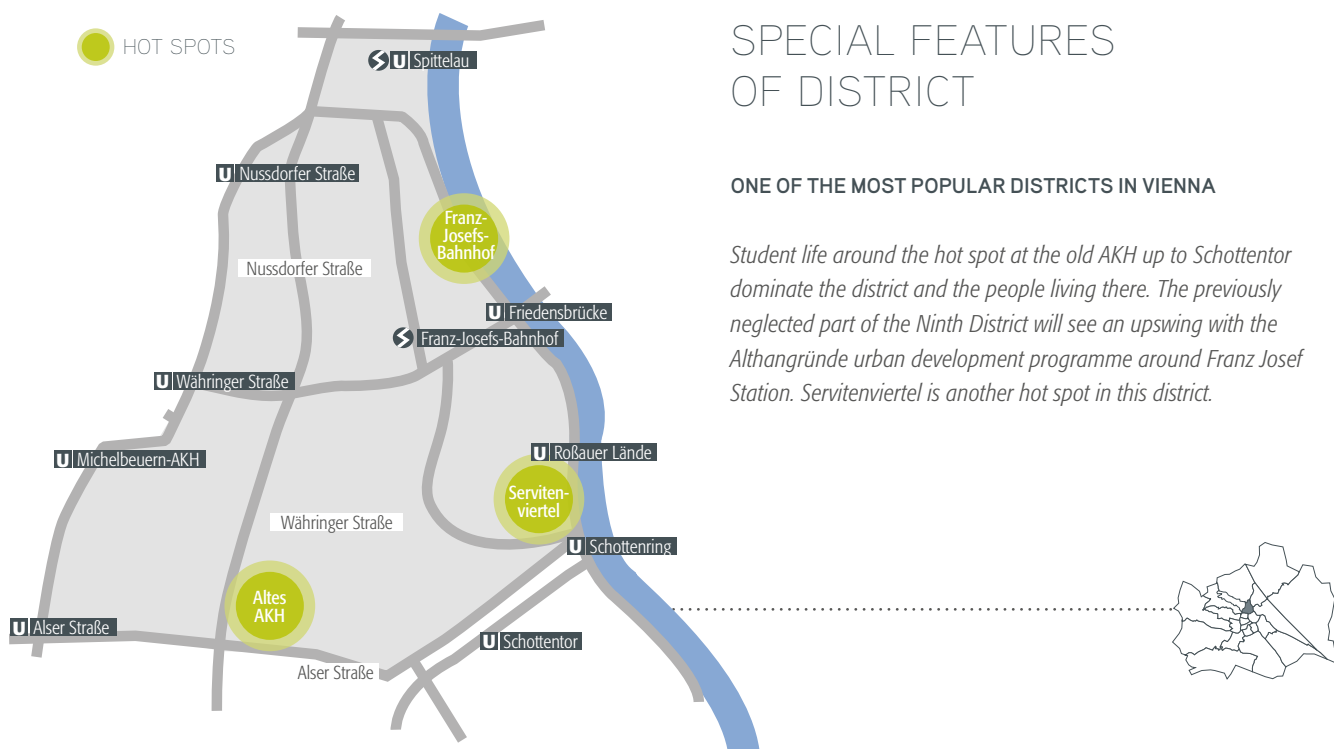 HOT SPOTS
SPECIAL FEATURES
OF DISTRICT
ONE OF THE MOST POPULAR DISTRICTS IN VIENNA
Student life around the hot spot at the old AKH up to Schottentor
dominate the district and the people living there. The previously
neglected part of the Ninth District will see an upswing with the
Althangründe urban development programme around Franz Josef
Station. Servitenviertel is another hot spot in this district.
S U Spittelau
U Nussdorfer Straße
Franz-
Josefs-
Bahnhof
Nussdorfer Straße
U Friedensbrücke
S Franz-Josefs-Bahnhof
U Währinger Straße
U Michelbeuern-AKH
U Roßauer Lände
Serviten-
viertel
Währinger Straße
U Schottenring
Altes
AKH
U Alser Straße
U Schottentor
Alser Straße